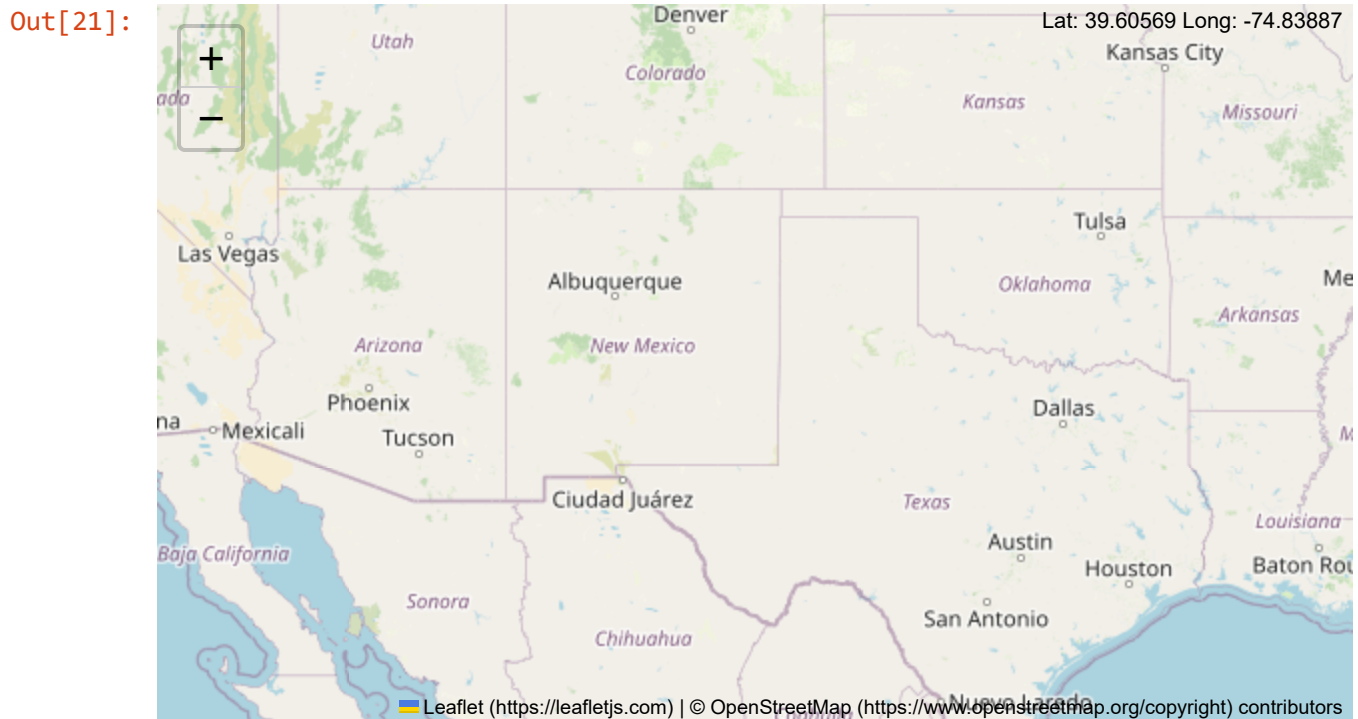 Out[21]:
Denver
Lat: 39.60569 Long: -74.83887
+
Utah
Kansas City
Colorado
ada
Kansas
Missouri
−
Tulsa
Las Vegas
Albuquerque
Oklahoma
Me
Arkansas
Arizona
New Mexico
Phoenix
Dallas
na
Mexicali
Tucson
M
Ciudad Juárez
Texas
Louisiana
Austin
Baja California
Houston
Baton Rou
Sonora
San Antonio
Chihuahua
Nuevo Laredo
Leaflet (https://leafletjs.com) | © OpenStreetMap (https://www.openstreetmap.org/copyright) contributors